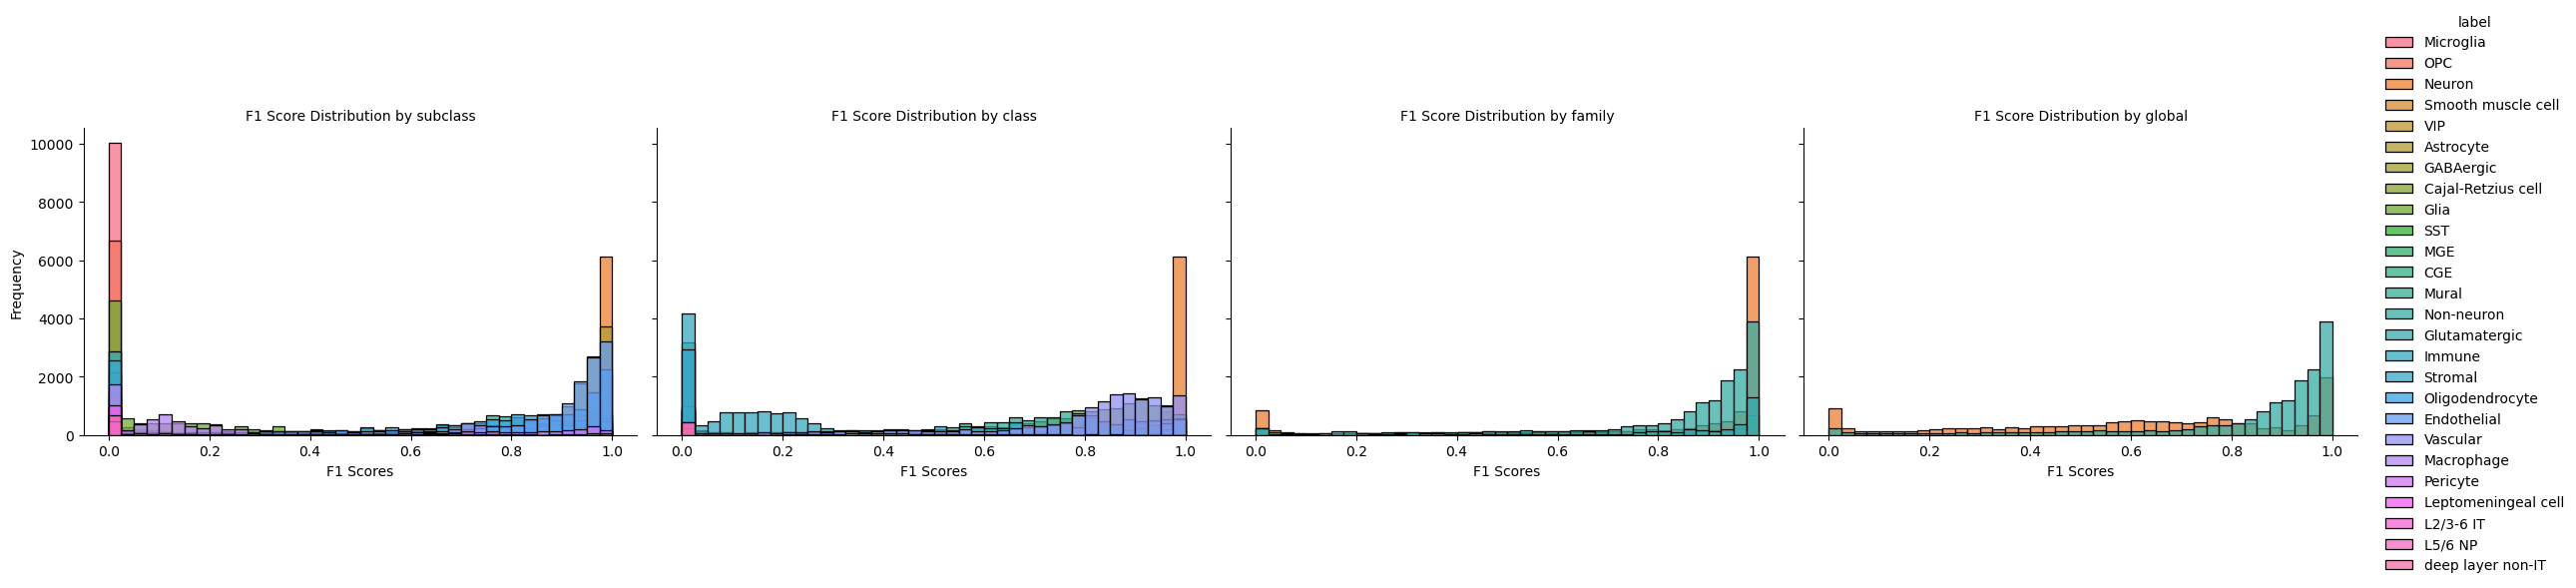 F1 Score Distribution by subclass
F1 Score Distribution by class
F1 Score Distribution by family
F1 Score Distribution by global
Frequency
10000
8000
6000
4000
2000
0
0.0 0.2 0.4 0.6 0.8 1.0
F1 Scores
0.0 0.2 0.4 0.6 0.8 1.0
F1 Scores
0.0 0.2 0.4 0.6 0.8 1.0
F1 Scores
0.0 0.2 0.4 0.6 0.8 1.0
F1 Scores
label
Microglia
OPC
Neuron
Smooth muscle cell
VIP
Astrocyte
GABAergic
Cajal-Retzius cell
Glia
SST
MGE
CGE
Mural
Non-neuron
Glutamatergic
Immune
Stromal
Oligodendrocyte
Endothelial
Vascular
Macrophage
Pericyte
Leptomeningeal cell
L2/3-6 IT
L5/6 NP
deep layer non-IT